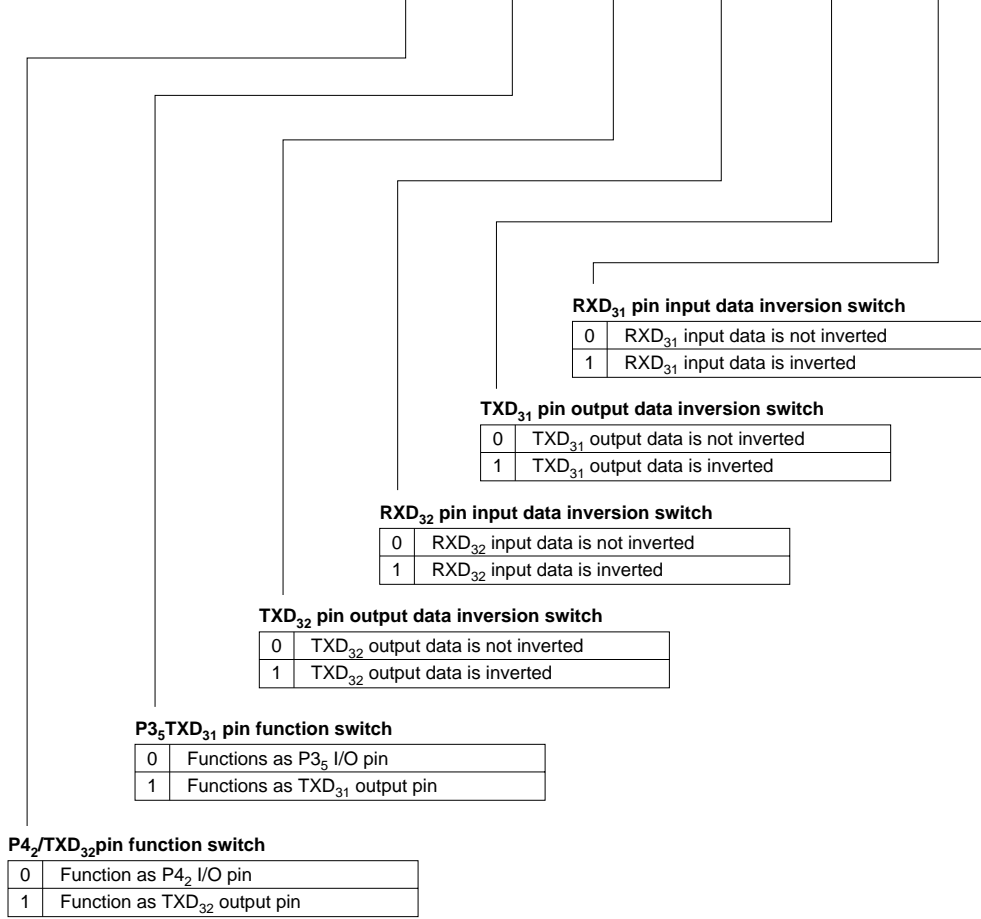 RXD31 pin input data inversion switch
0 RXD31 input data is not inverted
1 RXD31 input data is inverted
TXD31 pin output data inversion switch
0 TXD31 output data is not inverted
1 TXD31 output data is inverted
RXD32 pin input data inversion switch
0 RXD32 input data is not inverted
1 RXD32 input data is inverted
TXD32 pin output data inversion switch
0 TXD32 output data is not inverted
1 TXD32 output data is inverted
P35TXD31 pin function switch
0 Functions as P35 I/O pin
1 Functions as TXD31 output pin
P42/TXD32pin function switch
0 Function as P42 I/O pin
1 Function as TXD32 output pin